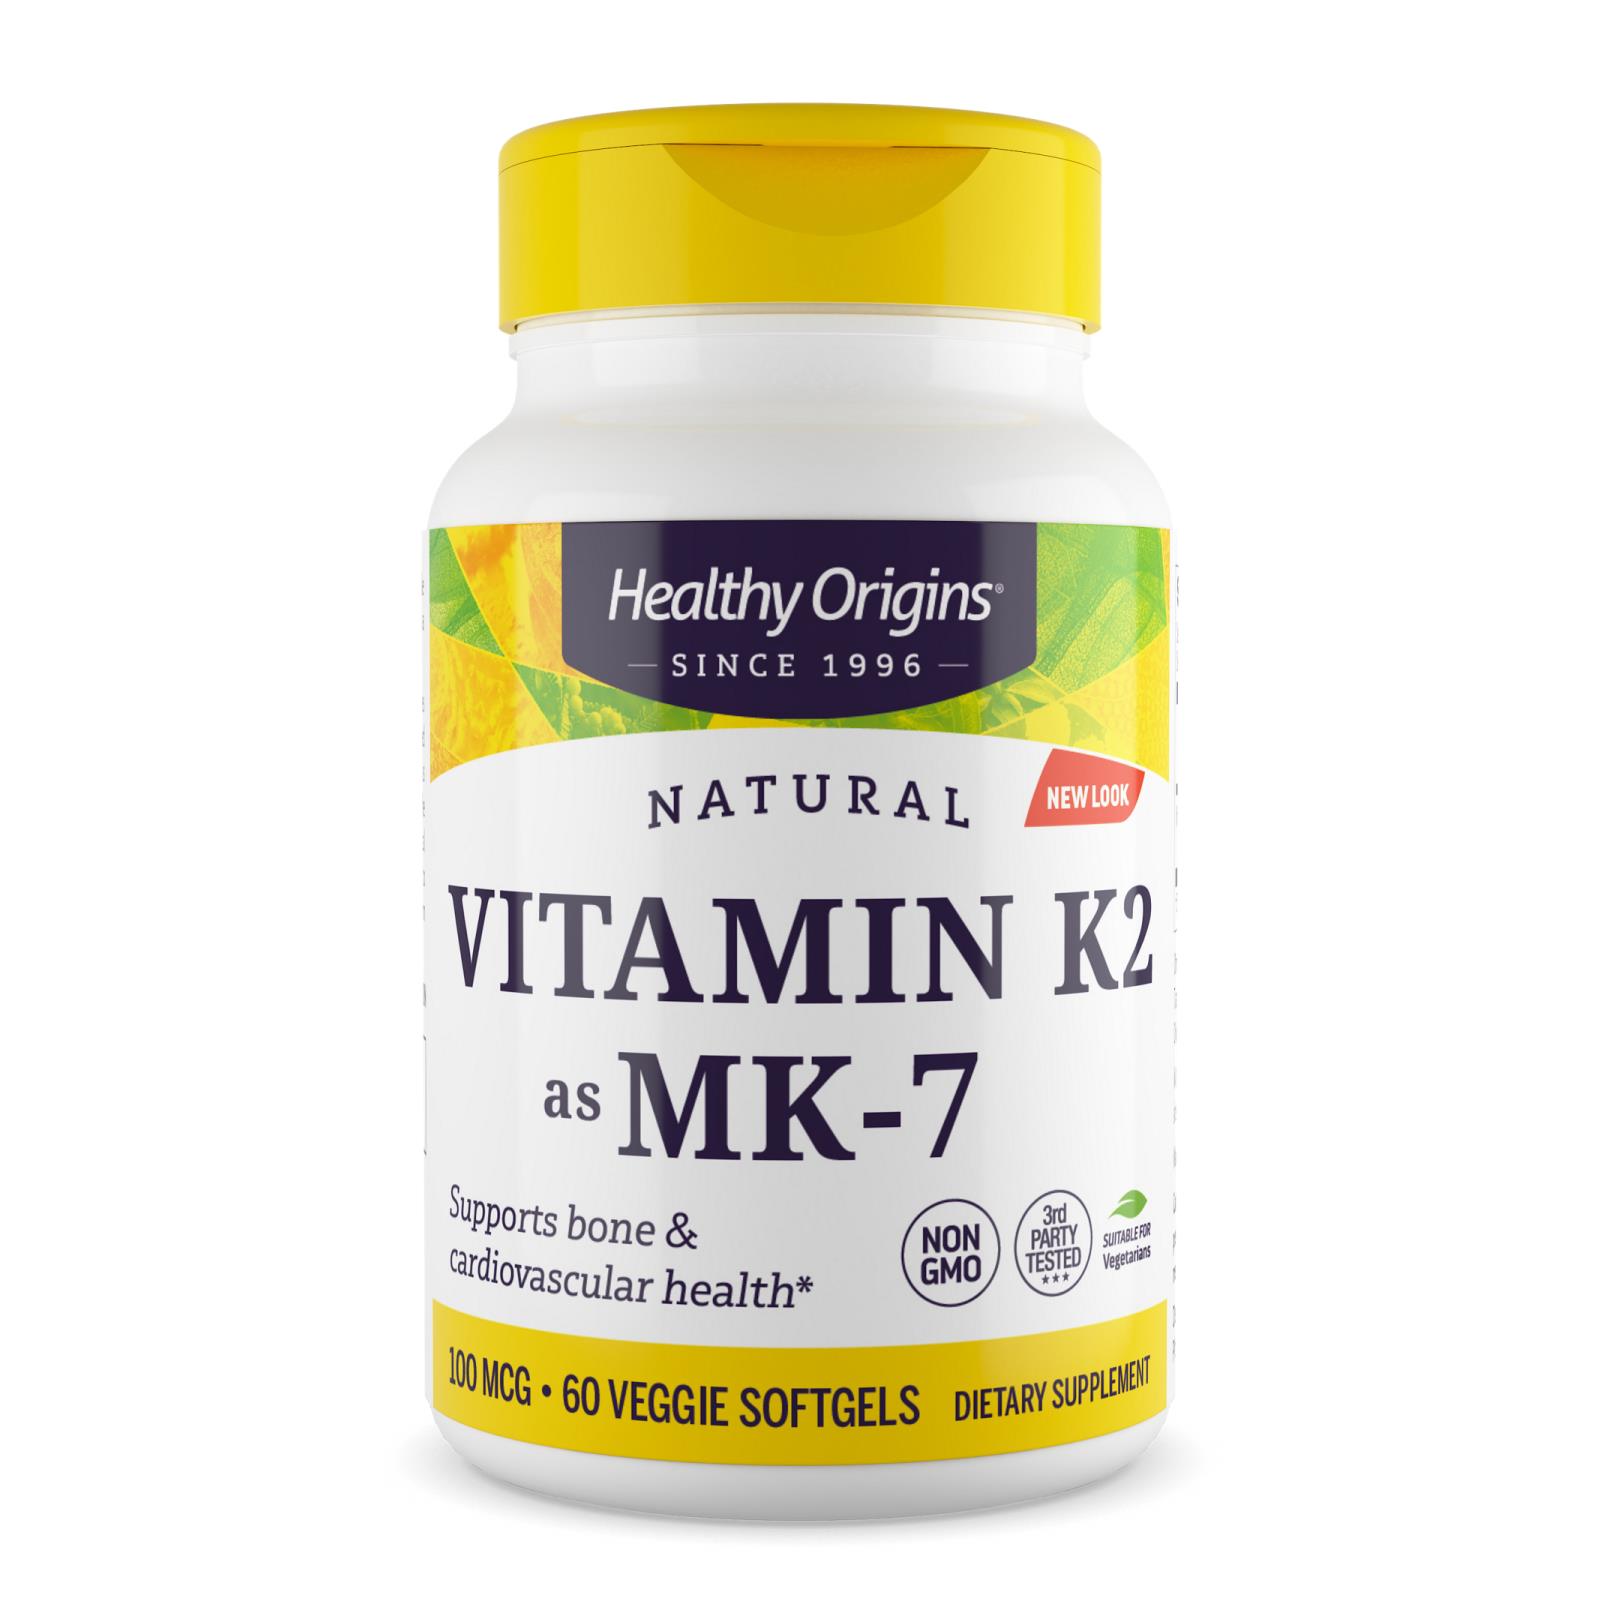 Healthy Origins®
SINCE 1996
NATURAL
NEW LOOK
VITAMIN K2
as MK-7
Supports bone &
cardiovascular health*
NON
GMO
3rd
PARTY
TESTED
SUITABLE FOR
Vegetarians
100 MCG • 60 VEGGIE SOFTGELS
DIETARY SUPPLEMENT